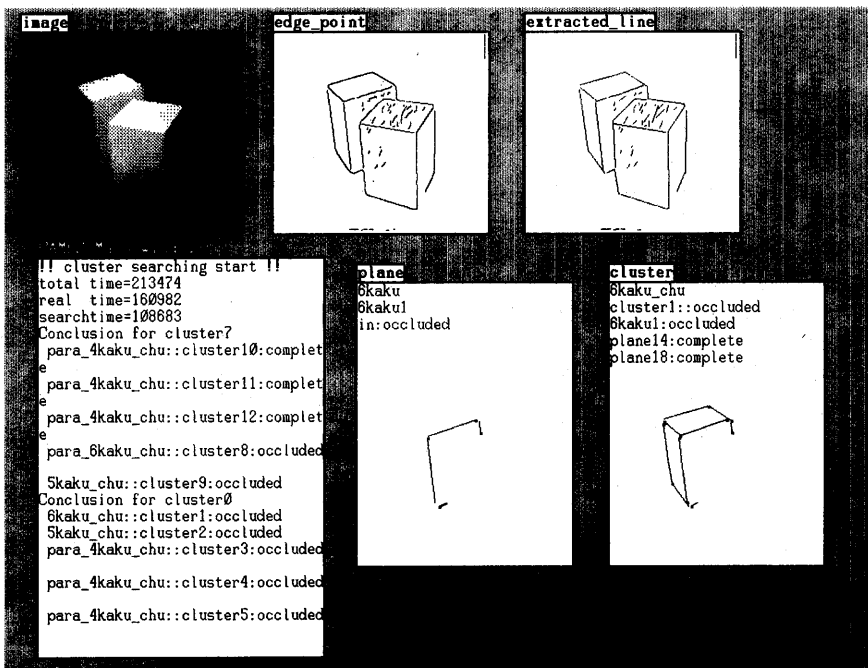 image
edge_point
extracted_line
!! cluster searching start !!
total time=213474
real  time=160982
searchtime=108683
Conclusion for cluster7
 para_4kaku_chu::cluster10:complet
e
 para_4kaku_chu::cluster11:complet
e
 para_4kaku_chu::cluster12:complet
e
 para_6kaku_chu::cluster8:occluded
 5kaku_chu::cluster9:occluded
Conclusion for cluster0
 6kaku_chu::cluster1:occluded
 5kaku_chu::cluster2:occluded
 para_4kaku_chu::cluster3:occluded
 para_4kaku_chu::cluster4:occluded
 para_4kaku_chu::cluster5:occluded
plane
6kaku
6kaku1
in:occluded
cluster
6kaku_chu
cluster1::occluded
6kaku1:occluded
plane14:complete
plane18:complete